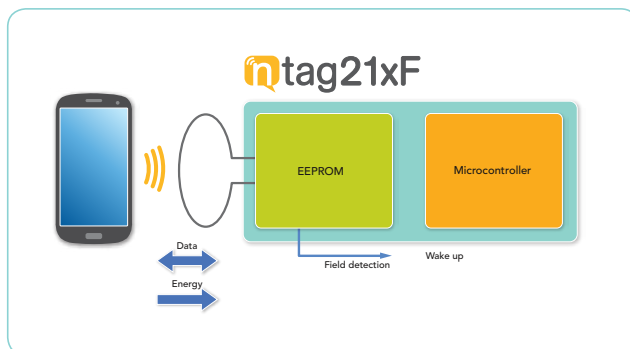 ntag21xF
EEPROM
Microcontroller
Data
Field detection
Wake up
Energy